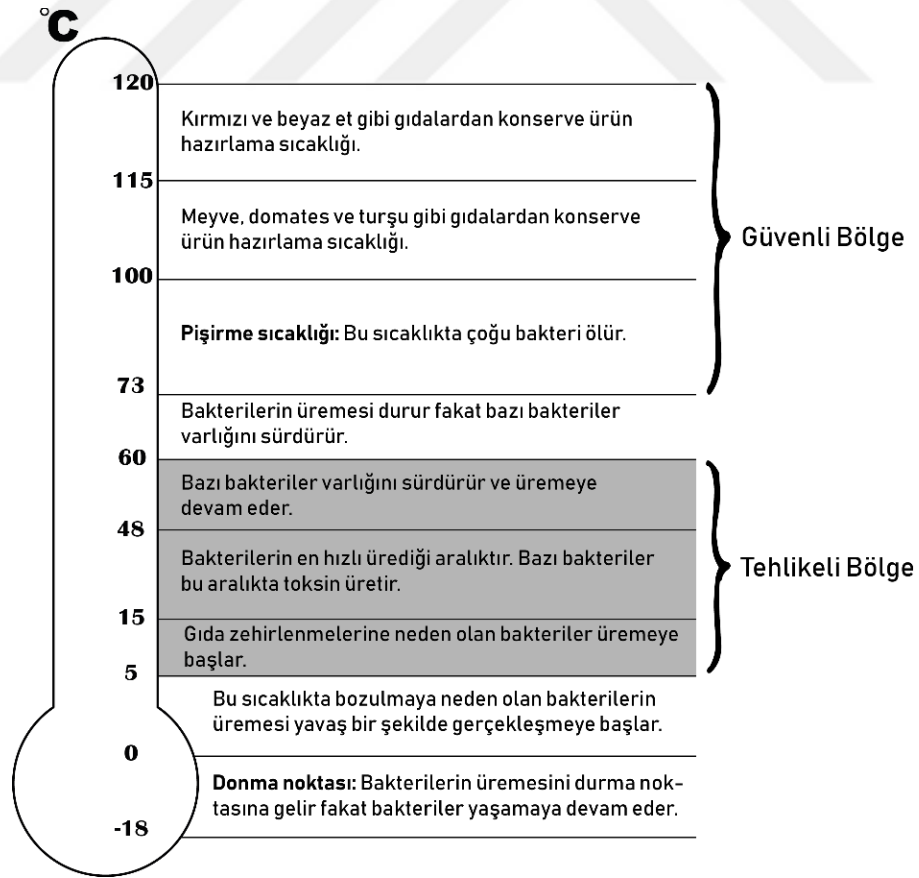 °C
120
Kırmızı ve beyaz et gibi gıdalardan konserve ürün
hazırlama sıcaklığı.
115
Meyve, domates ve turşu gibi gıdalardan konserve
ürün hazırlama sıcaklığı.
Güvenli Bölge
100
Pişirme sıcaklığı: Bu sıcaklıkta çoğu bakteri ölür.
73
Bakterilerin üremesi durur fakat bazı bakteriler
varlığını sürdürür.
60
Bazı bakteriler varlığını sürdürür ve üremeye
devam eder.
48
Bakterilerin en hızlı ürediği aralıktır. Bazı bakteriler
bu aralıkta toksin üretir.
Tehlikeli Bölge
15
Gıda zehirlenmelerine neden olan bakteriler üremeye
başlar.
5
Bu sıcaklıkta bozulmaya neden olan bakterilerin
üremesi yavaş bir şekilde gerçekleşmeye başlar.
0
Donma noktası: Bakterilerin üremesini durma nok-
tasına gelir fakat bakteriler yaşamaya devam eder.
-18